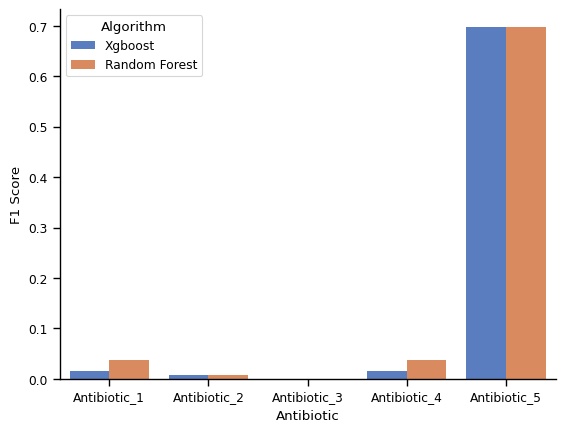 Algorithm
Xgboost
Random Forest
F1 Score
0.7
0.6
0.5
0.4
0.3
0.2
0.1
0.0
Antibiotic_1 Antibiotic_2 Antibiotic_3 Antibiotic_4 Antibiotic_5
Antibiotic